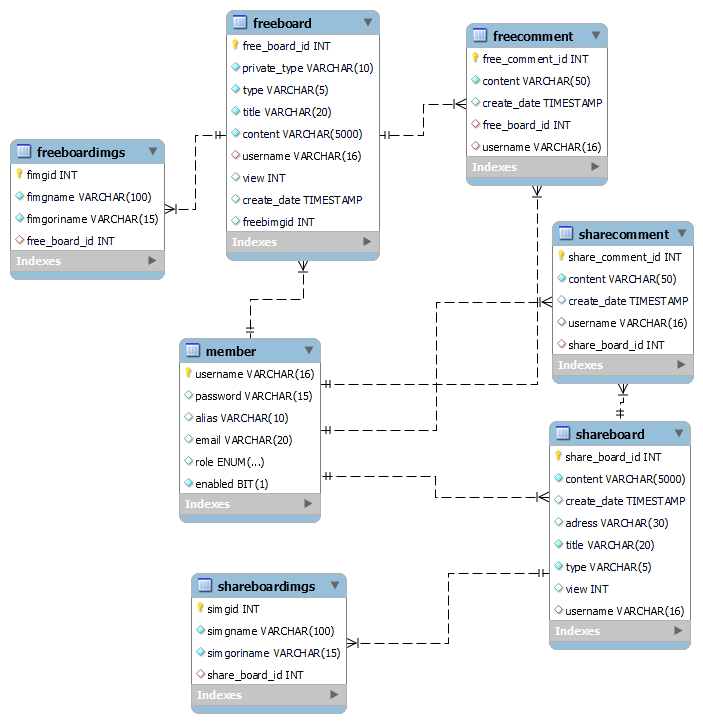 freeboard
free_board_id INT
private_type VARCHAR(10)
type VARCHAR(5)
title VARCHAR(20)
content VARCHAR(5000)
username VARCHAR(16)
view INT
create_date TIMESTAMP
freebimgid INT
Indexes
freecomment
free_comment_id INT
content VARCHAR(50)
create_date TIMESTAMP
free_board_id INT
username VARCHAR(16)
Indexes
freeboardimgs
fimgid INT
fimgname VARCHAR(100)
fimgoriname VARCHAR(15)
free_board_id INT
Indexes
sharecomment
share_comment_id INT
content VARCHAR(50)
create_date TIMESTAMP
username VARCHAR(16)
share_board_id INT
Indexes
member
username VARCHAR(16)
password VARCHAR(15)
alias VARCHAR(10)
email VARCHAR(20)
role ENUM(...)
enabled BIT(1)
Indexes
shareboard
share_board_id INT
content VARCHAR(5000)
create_date TIMESTAMP
adress VARCHAR(30)
title VARCHAR(20)
type VARCHAR(5)
view INT
username VARCHAR(16)
Indexes
shareboardimgs
simgid INT
simgname VARCHAR(100)
simgoriname VARCHAR(15)
share_board_id INT
Indexes